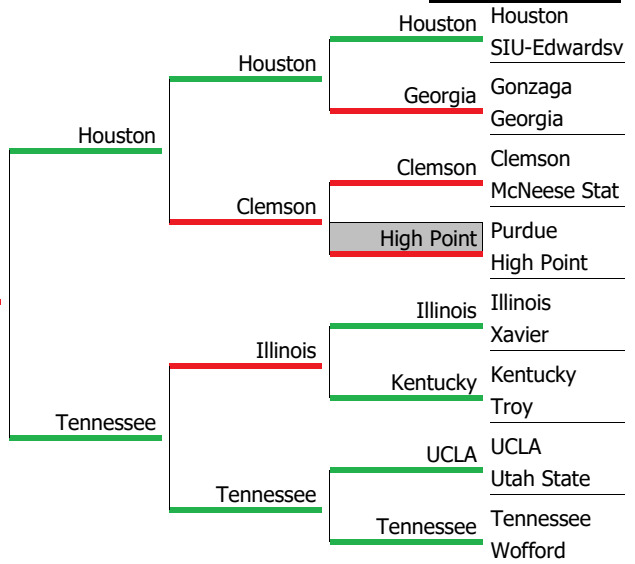 Houston
SIU-Edwardsv
Gonzaga
Georgia
Clemson
McNeese Stat
Purdue
High Point
Illinois
Xavier
Kentucky
Troy
UCLA
Utah State
Tennessee
Wofford
Houston
Georgia
Clemson
High Point
Illinois
Kentucky
UCLA
Tennessee
Houston
Clemson
Illinois
Tennessee
Houston
Tennessee